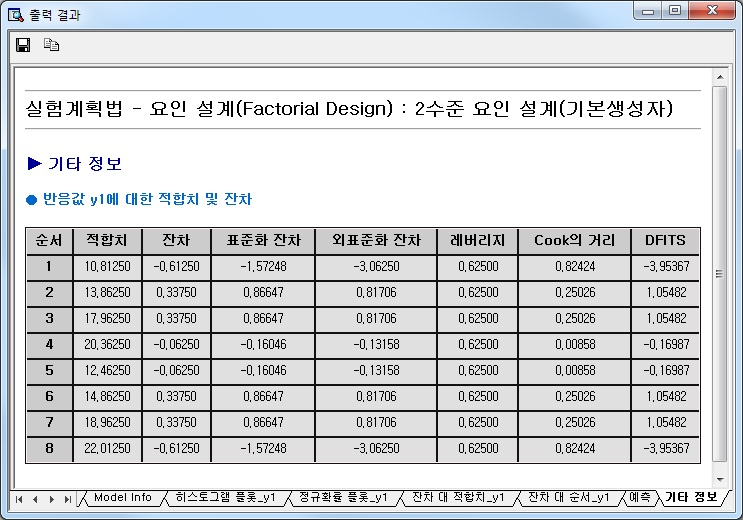 출력 결과
실험계획법 - 요인 설계(Factorial Design) : 2수준 요인 설계(기본생성자)
▶ 기타 정보
● 반응값 y1에 대한 적합치 및 잔차
순서 적합치 잔차 표준화 잔차 외표준화 잔차 레버리지 Cook의 거리 DFITS
1 10,81250 -0,61250 -1,57248 -3,06250 0,62500 0,82424 -3,95367
2 13,86250 0,33750 0,86647 0,81706 0,62500 0,25026 1,05482
3 17,96250 0,33750 0,86647 0,81706 0,62500 0,25026 1,05482
4 20,36250 -0,06250 -0,16046 -0,13158 0,62500 0,00858 -0,16987
5 12,46250 -0,06250 -0,16046 -0,13158 0,62500 0,00858 -0,16987
6 14,86250 0,33750 0,86647 0,81706 0,62500 0,25026 1,05482
7 18,96250 0,33750 0,86647 0,81706 0,62500 0,25026 1,05482
8 22,01250 -0,61250 -1,57248 -3,06250 0,62500 0,82424 -3,95367
Model Info 히스토그램 플롯_y1 정규확률 플롯_y1 잔차 대 적합치_y1 잔차 대 순서_y1 예측 기타 정보